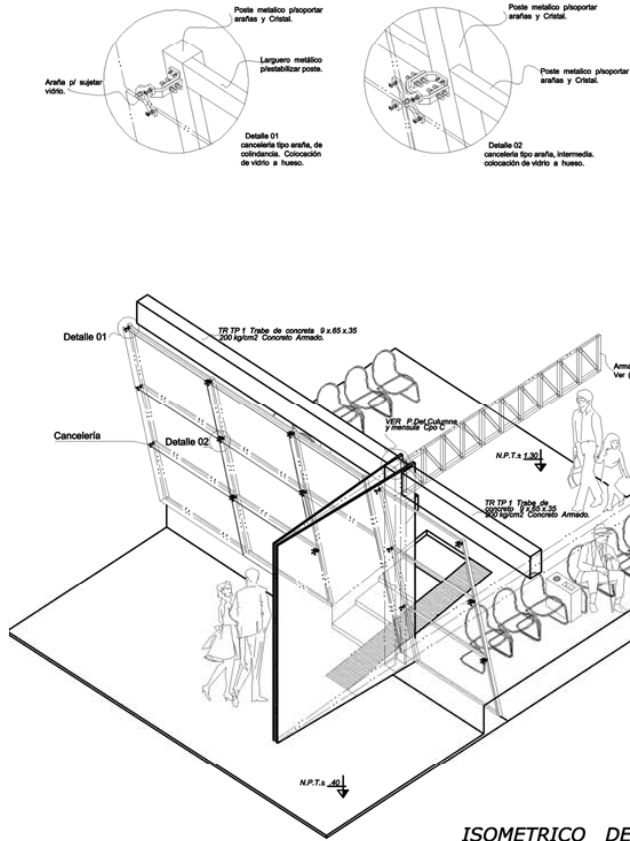 Poste metalico p/soportar
arañas y Cristal.
Araña p/ sujetar
vidrio.
Larguero metálico
p/estabilizar poste.
Detalle 01
canceleria tipo araña, de
colindancia. Colocación
de vidrio a hueso.
Poste metalico p/soportar
arañas y Cristal.
Poste metalico p/soportar
arañas y Cristal.
Detalle 02
canceleria tipo araña, intermedia.
colocación de vidrio a hueso.
Detalle 01
TR TP 1 Trabe de concreto 9 x.65 x.35
200 kg/cm2 Concreto Armado.
Cancelería
Detalle 02
VER P.Det.Columna
y mensula Cpo C
Arma
Ver (
N.P.T.± 1.30
TR TP 1 Trabe de
concreto 9 x.65 x.35
200 kg/cm2 Concreto Armado.
N.P.T.± .40
ISOMETRICO DE